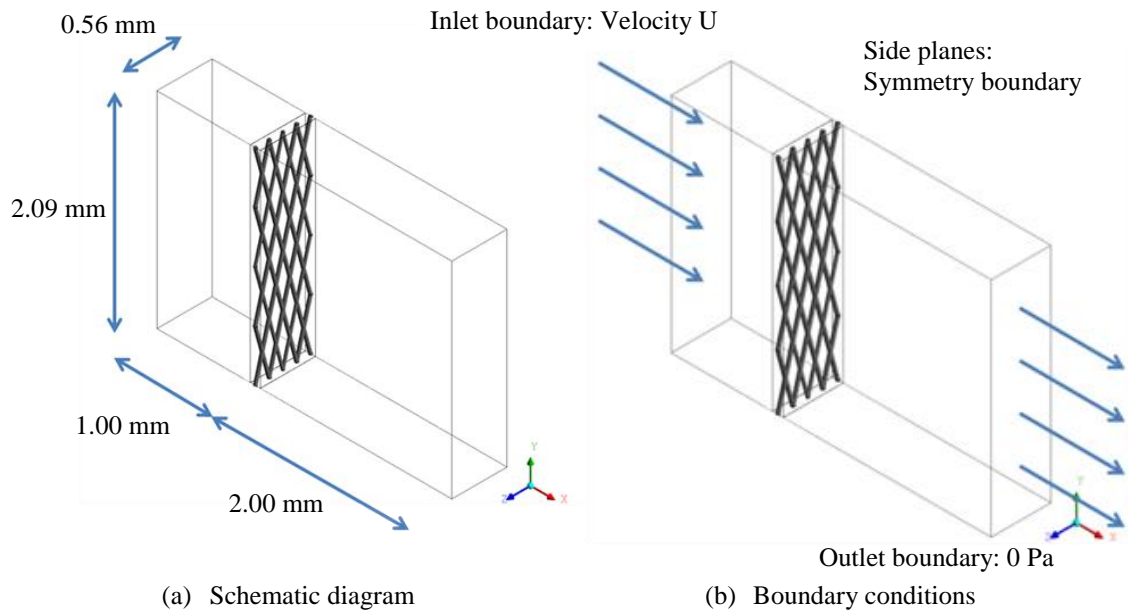 Inlet boundary: Velocity U
0.56 mm
Side planes:
Symmetry boundary
2.09 mm
1.00 mm
2.00 mm
Y
Z
X
Y
Z
X
Outlet boundary: 0 Pa
(a) Schematic diagram
(b) Boundary conditions